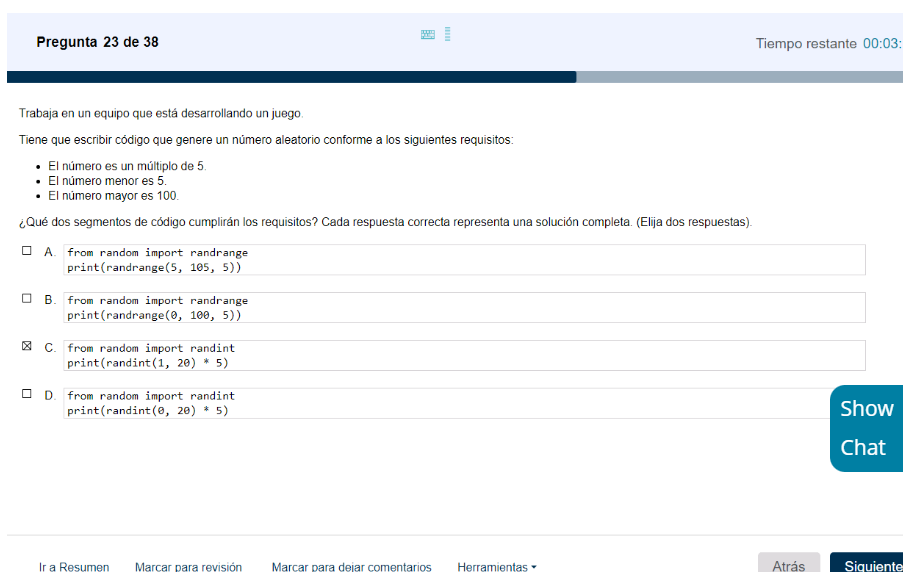 Pregunta 23 de 38
Tiempo restante 00:03:
Trabaja en un equipo que está desarrollando un juego.
Tiene que escribir código que genere un número aleatorio conforme a los siguientes requisitos:
• El número es un múltiplo de 5.
• El número menor es 5.
• El número mayor es 100.
¿Qué dos segmentos de código cumplirán los requisitos? Cada respuesta correcta representa una solución completa. (Elija dos respuestas).
A. from random import randrange
print(randrange(5, 105, 5))
B. from random import randrange
print(randrange(0, 100, 5))
C. from random import randint
print(randint(1, 20) * 5)
D. from random import randint
print(randint(0, 20) * 5)
Show
Chat
Ir a Resumen Marcar para revisión Marcar para dejar comentarios Herramientas Atrás Siguiente